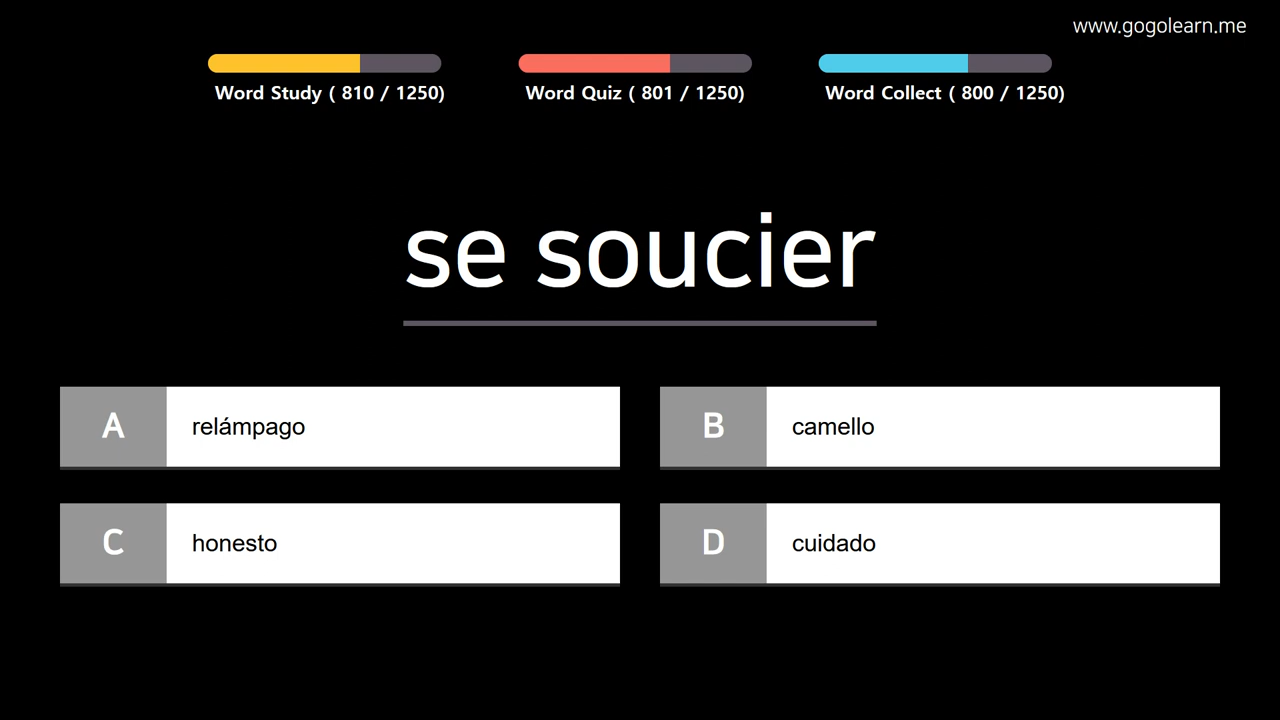 www.gogolearn.me
Word Study ( 810 / 1250)
Word Quiz ( 801 / 1250)
Word Collect ( 800 / 1250)
se soucier
A
relámpago
B
camello
C
honesto
D
cuidado